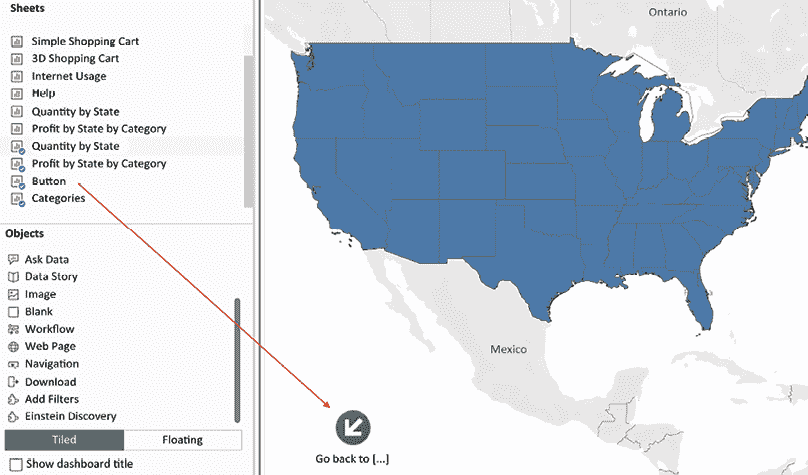 Sheets
Simple Shopping Cart
3D Shopping Cart
Internet Usage
Help
Quantity by State
Profit by State by Category
Quantity by State
Profit by State by Category
Button
Categories
Objects
Ask Data
Data Story
Image
Blank
Workflow
Web Page
Navigation
Download
Add Filters
Einstein Discovery
Tiled Floating
Show dashboard title
Ontario
Mexico
Go back to [...]